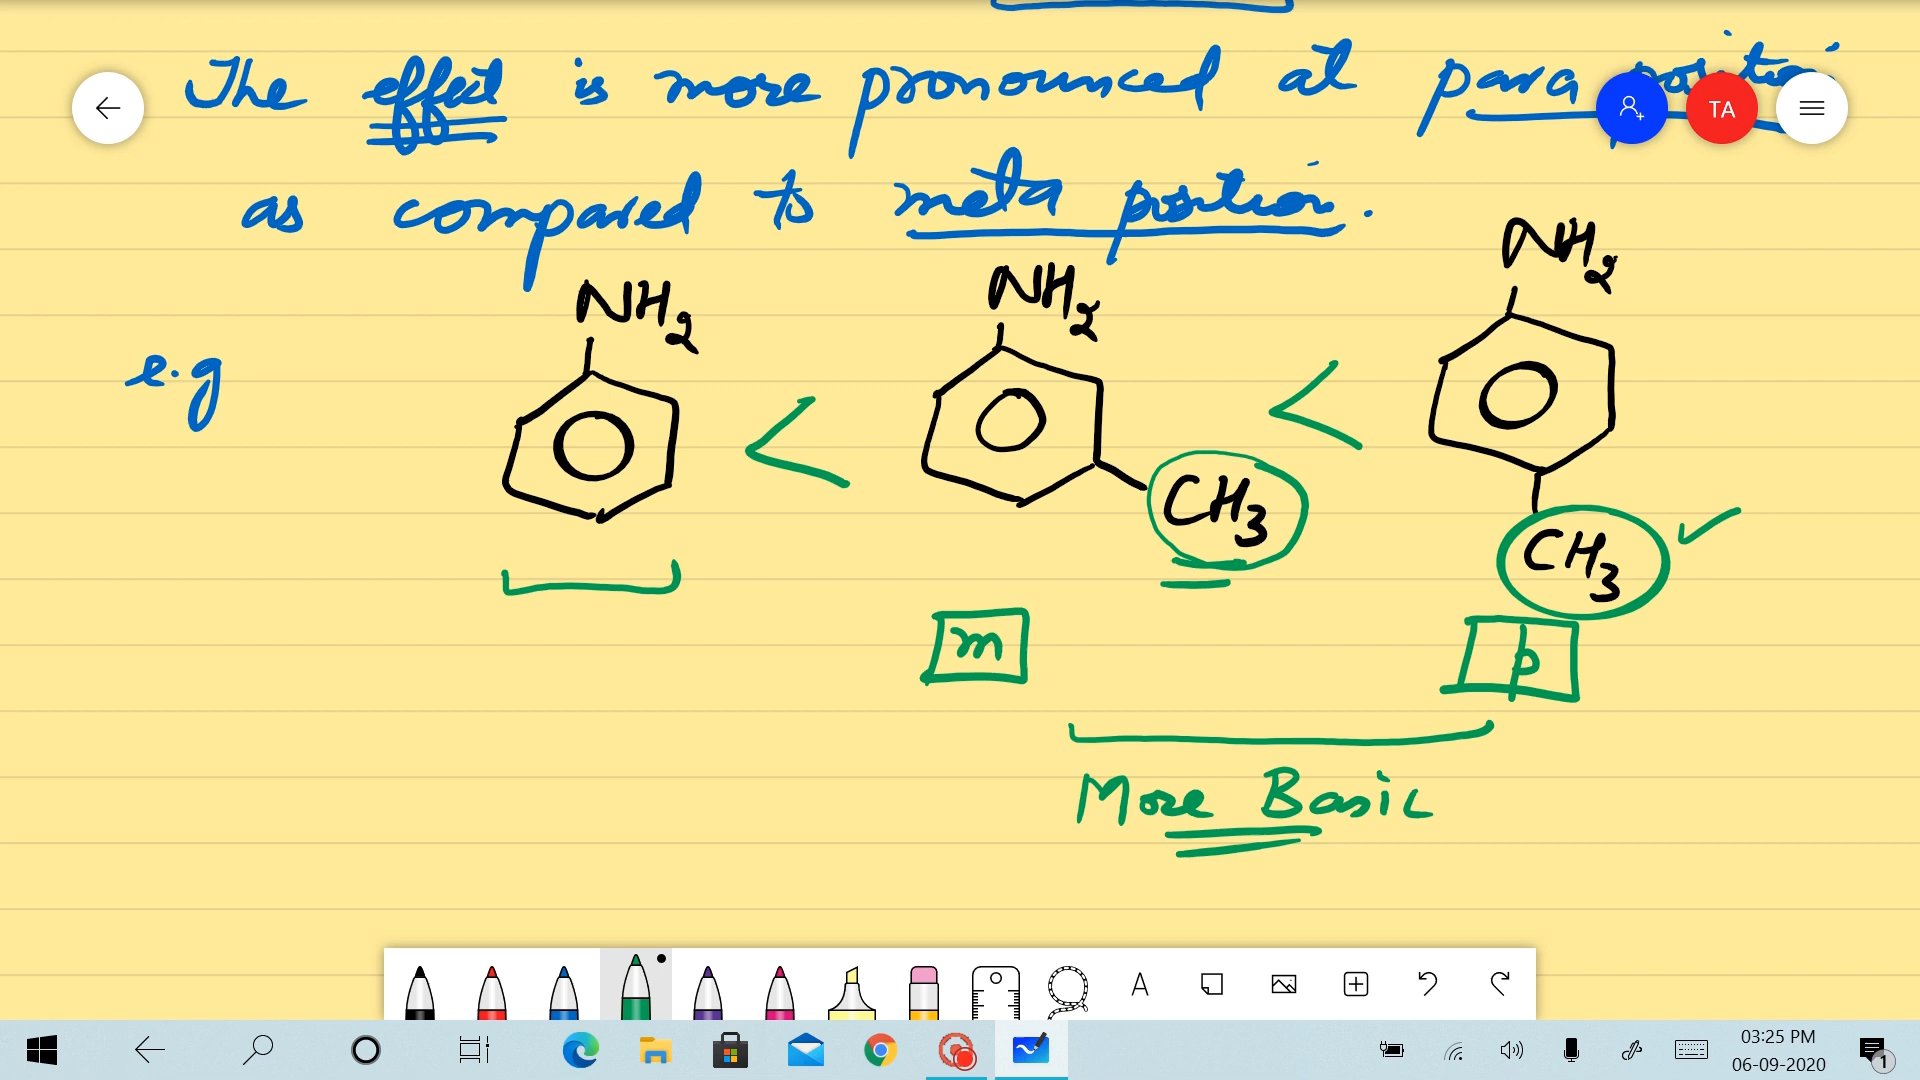 The effect is more pronounced at para position
as compared to meta position.
e.g
NH2
NH2
NH2
<
<
CH3
CH3
m
p
More Basic
TA
A
03:25 PM
06-09-2020
1